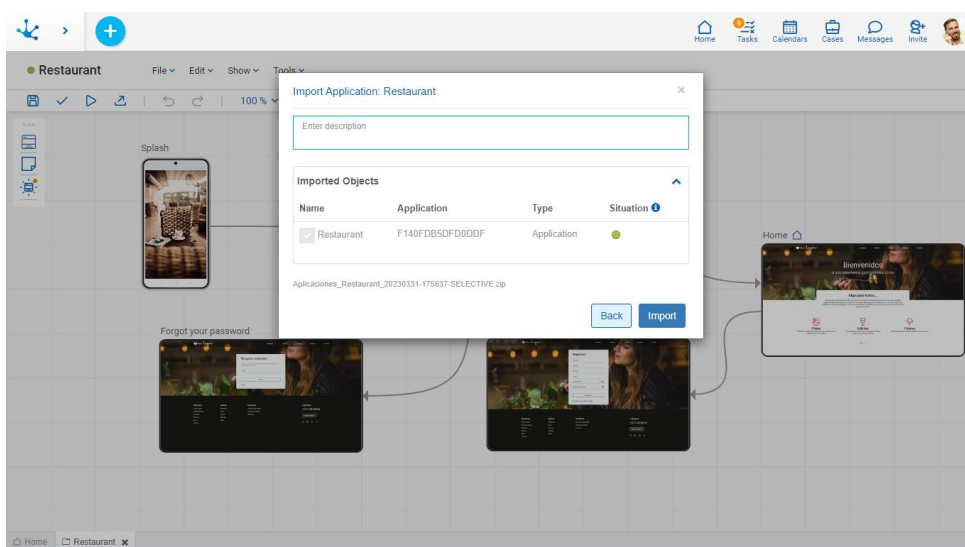 9
Home Tasks Calendars Cases Messages Invite
Restaurant File Edit Show Tools
100 %
Import Application: Restaurant
Enter description
Splash
Imported Objects
Name Application Type Situation
Restaurant F140FDB5DFD0DDF Application
Home
Bienvenidos
Aplicaciones_Restaurant_20230331-175637-SELECTIVE.zip
Back Import
Forgot your password
Home Restaurant